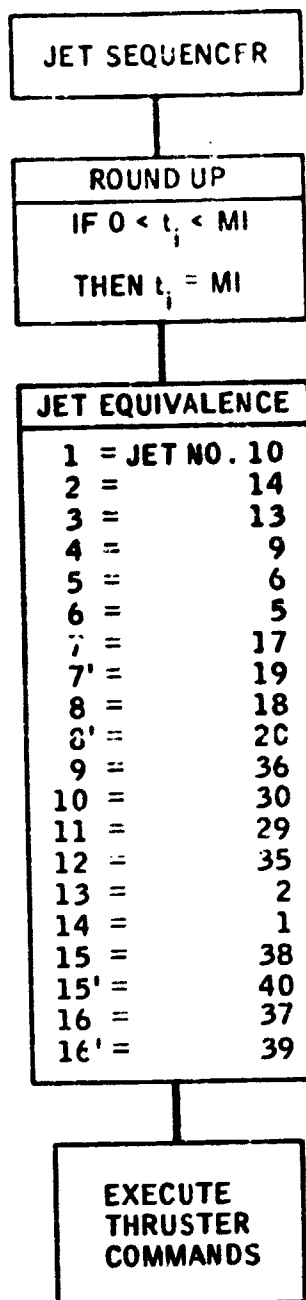 JET SEQUENCER
ROUND UP
IF 0 < tᵢ < MI
THEN tᵢ = MI
JET EQUIVALENCE
1 = JET NO. 10
2 = 14
3 = 13
4 = 9
5 = 6
6 = 5
7 = 17
7' = 19
8 = 18
8' = 20
9 = 36
10 = 30
11 = 29
12 = 35
13 = 2
14 = 1
15 = 38
15' = 40
16 = 37
16' = 39
EXECUTE
THRUSTER
COMMANDS